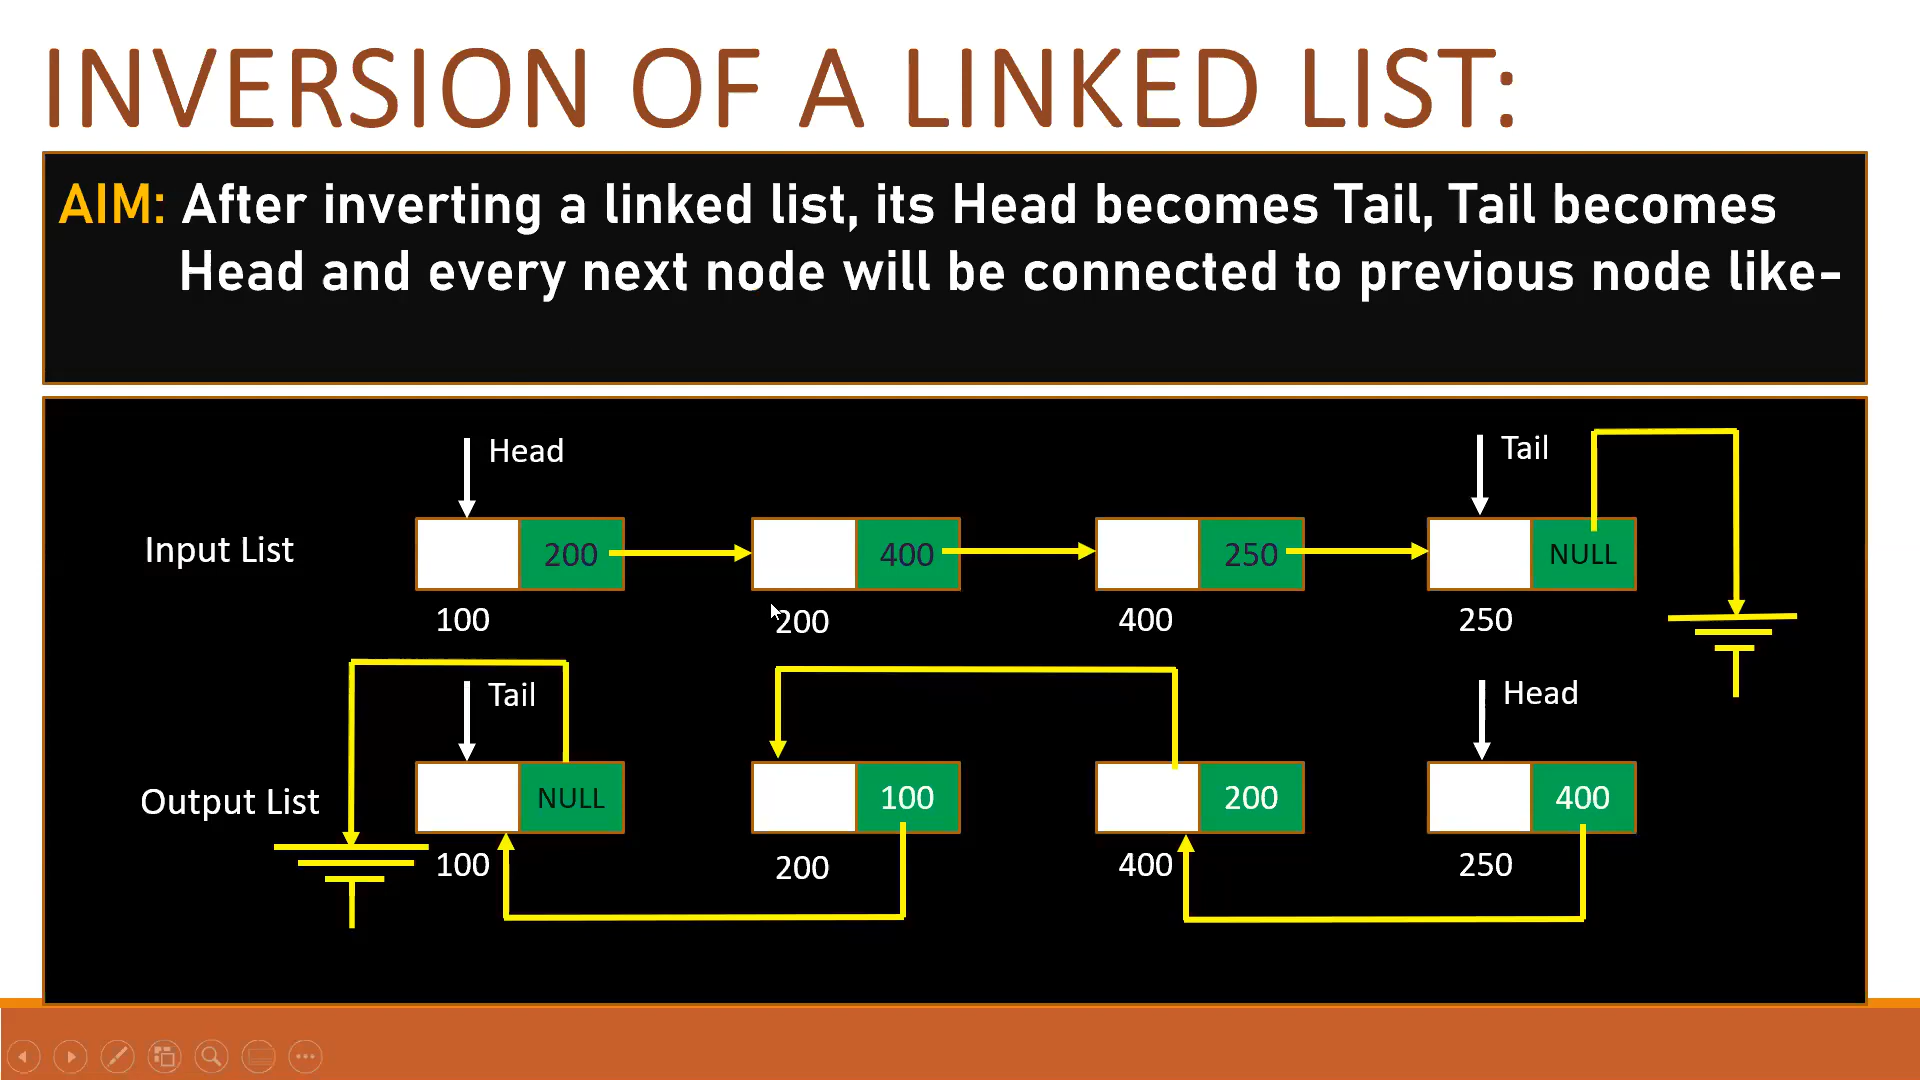 INVERSION OF A LINKED LIST:
AIM: After inverting a linked list, its Head becomes Tail, Tail becomes
Head and every next node will be connected to previous node like-
Head
Tail
Input List
200
400
250
NULL
100
200
400
250
Tail
Head
Output List
NULL
100
200
400
100
200
400
250